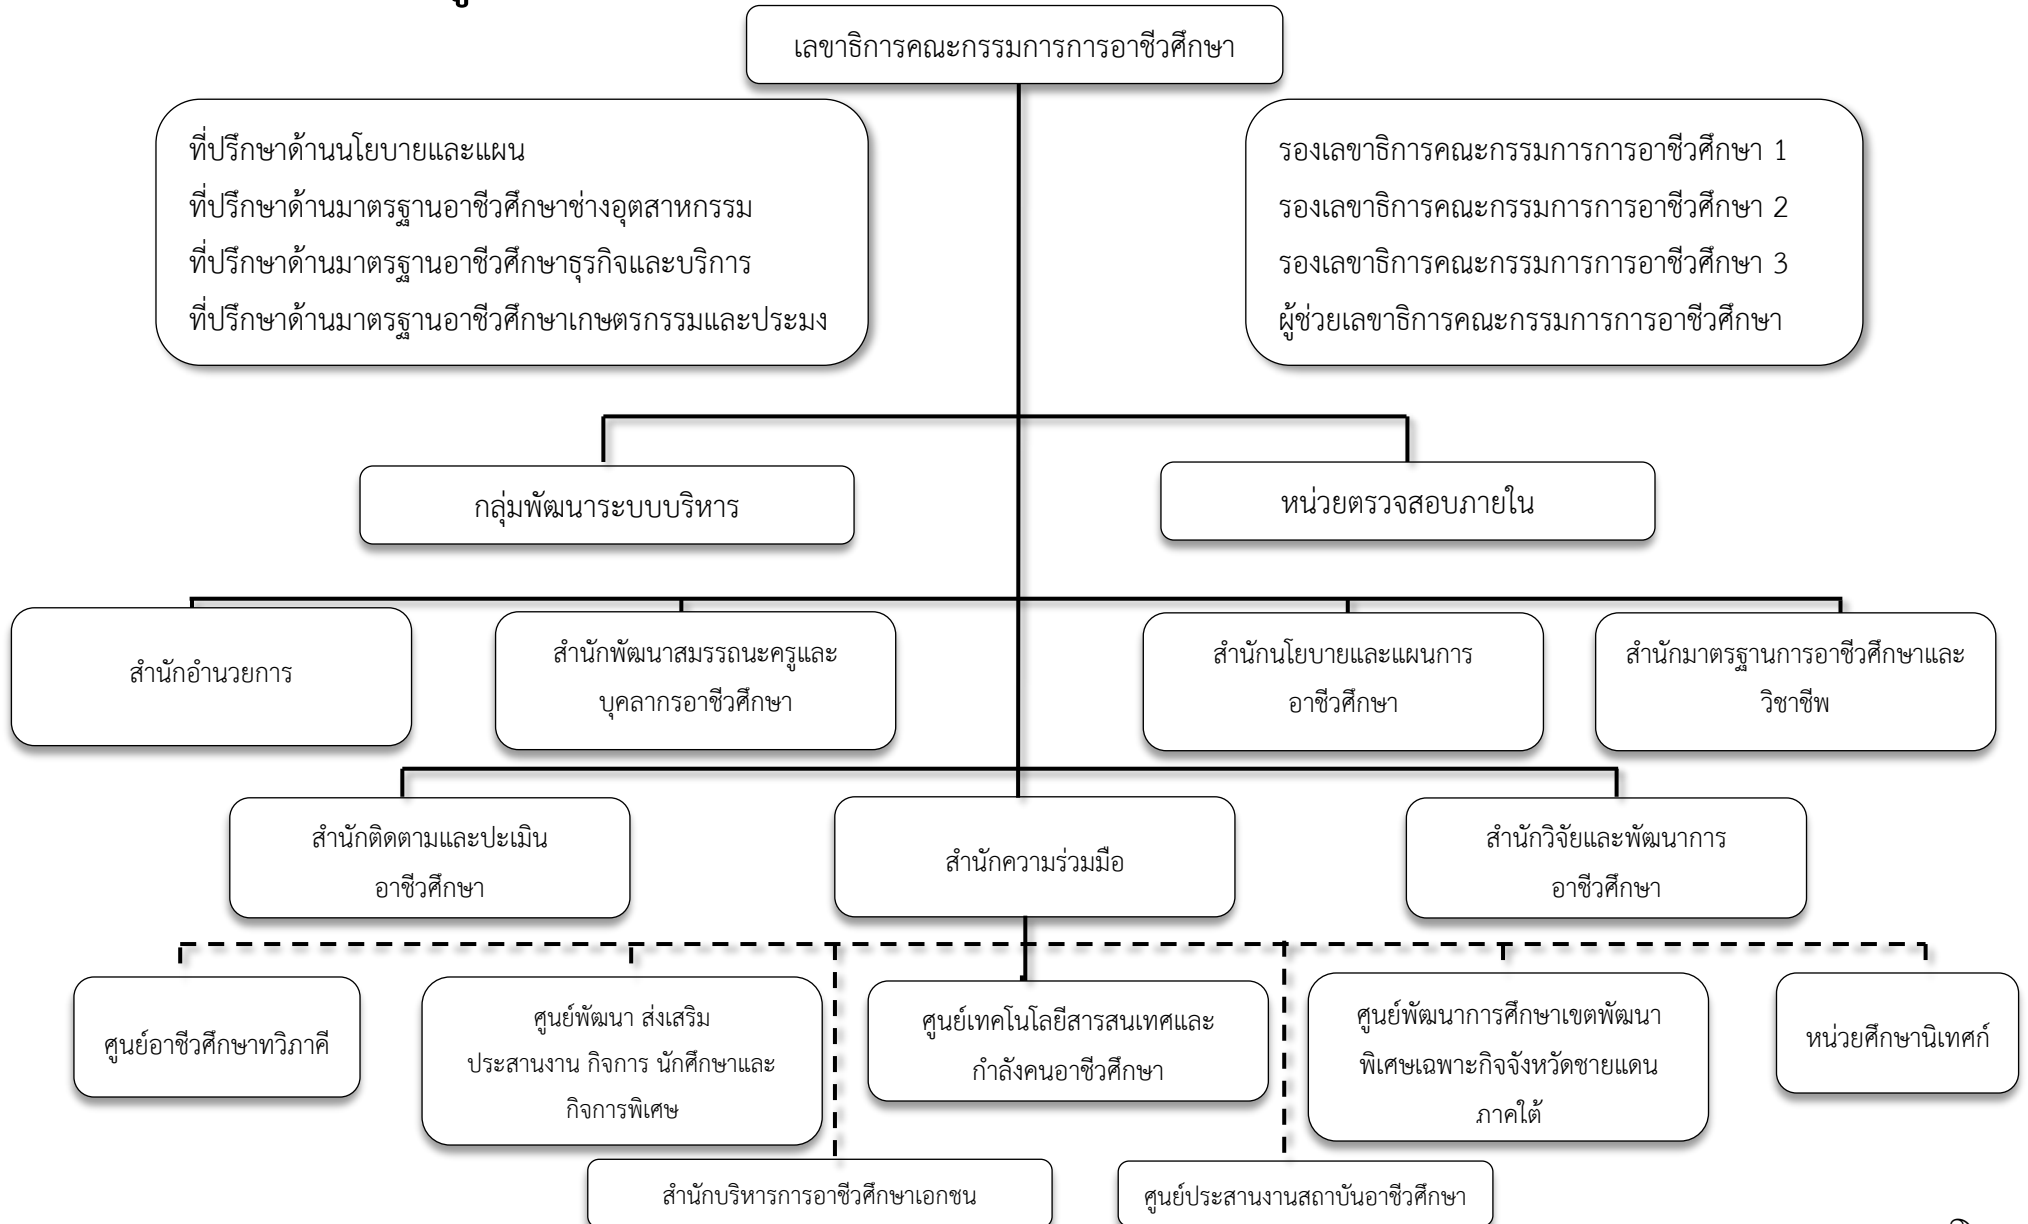 เลขาธิการคณะกรรมการการอาชีวศึกษา
ที่ปรึกษาด้านนโยบายและแผน
ที่ปรึกษาด้านมาตรฐานอาชีวศึกษาช่างอุตสาหกรรม
ที่ปรึกษาด้านมาตรฐานอาชีวศึกษาธุรกิจและบริการ
ที่ปรึกษาด้านมาตรฐานอาชีวศึกษาเกษตรกรรมและประมง
รองเลขาธิการคณะกรรมการการอาชีวศึกษา 1
รองเลขาธิการคณะกรรมการการอาชีวศึกษา 2
รองเลขาธิการคณะกรรมการการอาชีวศึกษา 3
ผู้ช่วยเลขาธิการคณะกรรมการการอาชีวศึกษา
กลุ่มพัฒนาระบบบริหาร
หน่วยตรวจสอบภายใน
สำนักอำนวยการ
สำนักพัฒนาสมรรถนะครูและ
บุคลากรอาชีวศึกษา
สำนักนโยบายและแผนการ
อาชีวศึกษา
สำนักมาตรฐานการอาชีวศึกษาและ
วิชาชีพ
สำนักติดตามและปะเมิน
อาชีวศึกษา
สำนักความร่วมมือ
สำนักวิจัยและพัฒนาการ
อาชีวศึกษา
ศูนย์อาชีวศึกษาทวิภาคี
ศูนย์พัฒนา ส่งเสริม
ประสานงาน กิจการ นักศึกษาและ
กิจการพิเศษ
ศูนย์เทคโนโลยีสารสนเทศและ
กำลังคนอาชีวศึกษา
ศูนย์พัฒนาการศึกษาเขตพัฒนา
พิเศษเฉพาะกิจจังหวัดชายแดน
ภาคใต้
หน่วยศึกษานิเทศก์
สำนักบริหารการอาชีวศึกษาเอกชน
ศูนย์ประสานงานสถาบันอาชีวศึกษา